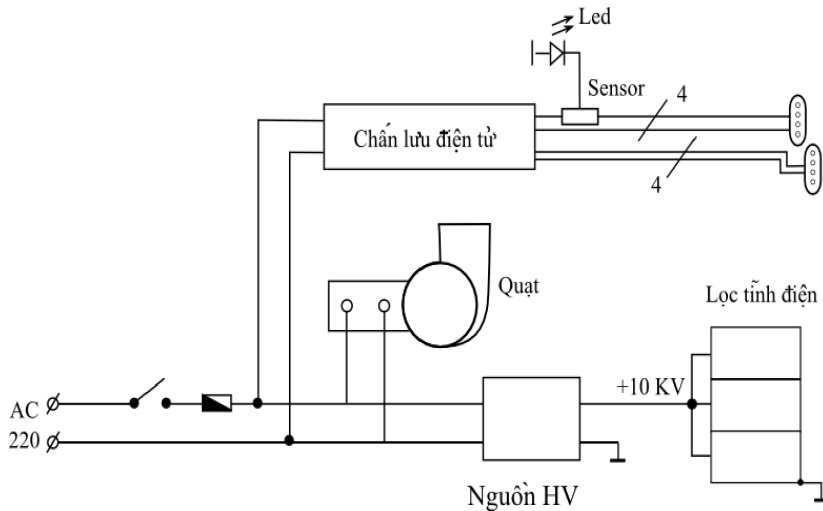 Led
Sensor
4
Chấn lưu điện tử
4
Quạt
Lọc tĩnh điện
+10 KV
AC
220
Nguồn HV